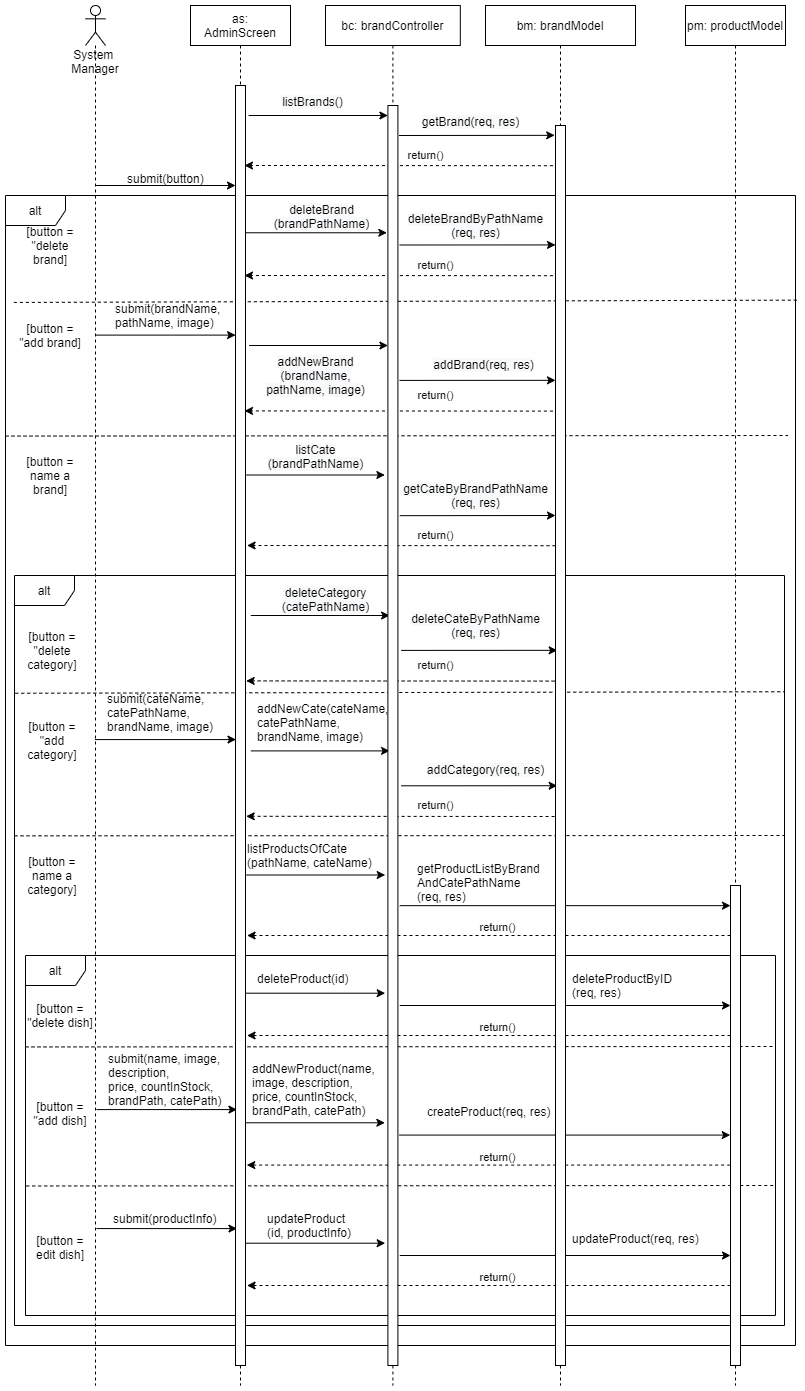 System
Manager
as:
AdminScreen
bc: brandController
bm: brandModel
pm: productModel
listBrands()
getBrand(req, res)
return()
submit(button)
alt
[button =
"delete
brand]
deleteBrand
(brandPathName)
deleteBrandByPathName
(req, res)
return()
[button =
"add brand]
submit(brandName,
pathName, image)
addNewBrand
(brandName,
pathName, image)
addBrand(req, res)
return()
[button =
name a
brand]
listCate
(brandPathName)
getCateByBrandPathName
(req, res)
return()
alt
[button =
"delete
category]
deleteCategory
(catePathName)
deleteCateByPathName
(req, res)
return()
[button =
"add
category]
submit(cateName,
catePathName,
brandName, image)
addNewCate(cateName,
catePathName,
brandName, image)
addCategory(req, res)
return()
[button =
name a
category]
listProductsOfCate
(pathName, cateName)
getProductListByBrand
AndCatePathName
(req, res)
return()
alt
[button =
"delete dish]
deleteProduct(id)
deleteProductByID
(req, res)
return()
[button =
"add dish]
submit(name, image,
description,
price, countInStock,
brandPath, catePath)
addNewProduct(name,
image, description,
price, countInStock,
brandPath, catePath)
createProduct(req, res)
return()
[button =
edit dish]
submit(productInfo)
updateProduct
(id, productInfo)
updateProduct(req, res)
return()